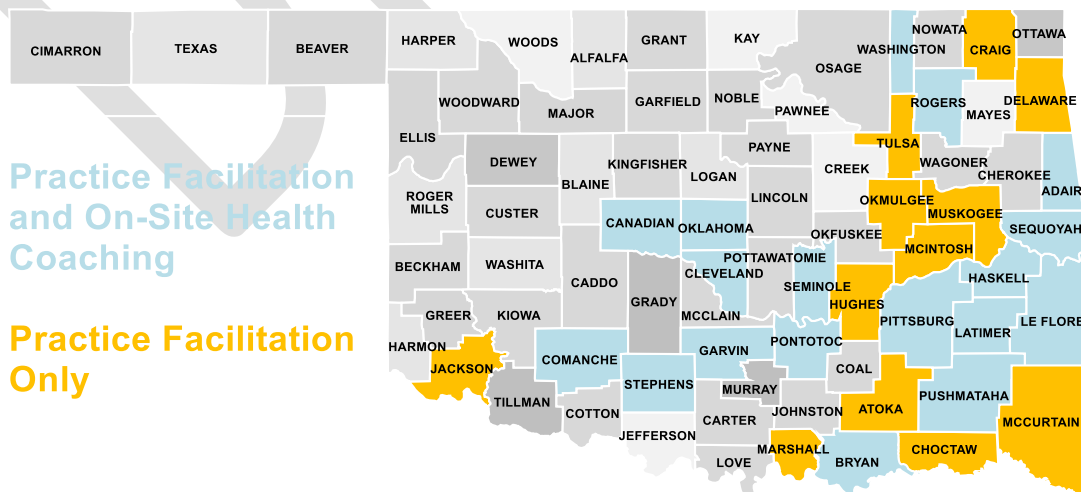 CIMARRON
TEXAS
BEAVER
HARPER
WOODS
ALFALFA
GRANT
KAY
OSAGE
WASHINGTON
NOWATA
CRAIG
OTTAWA
WOODWARD
MAJOR
GARFIELD
NOBLE
PAWNEE
ROGERS
MAYES
DELAWARE
ELLIS
DEWEY
BLAINE
KINGFISHER
LOGAN
PAYNE
CREEK
TULSA
WAGONER
CHEROKEE
ADAIR
Practice Facilitation
and On-Site Health
Coaching
ROGER
MILLS
CUSTER
CANADIAN
OKLAHOMA
LINCOLN
OKFUSKEE
OKMULGEE
MUSKOGEE
MCINTOSH
SEQUOYAH
BECKHAM
WASHITA
CADDO
GRADY
CLEVELAND
POTTAWATOMIE
SEMINOLE
HUGHES
HASKELL
PITTSBURG
LATIMER
LE FLORE
GREER
KIOWA
MCCLAIN
GARVIN
PONTOTOC
Practice Facilitation
Only
HARMON
JACKSON
COMANCHE
STEPHENS
MURRAY
COAL
PUSHMATAHA
TILLMAN
COTTON
CARTER
JOHNSTON
ATOKA
MCCURTAIN
JEFFERSON
LOVE
MARSHALL
BRYAN
CHOCTAW